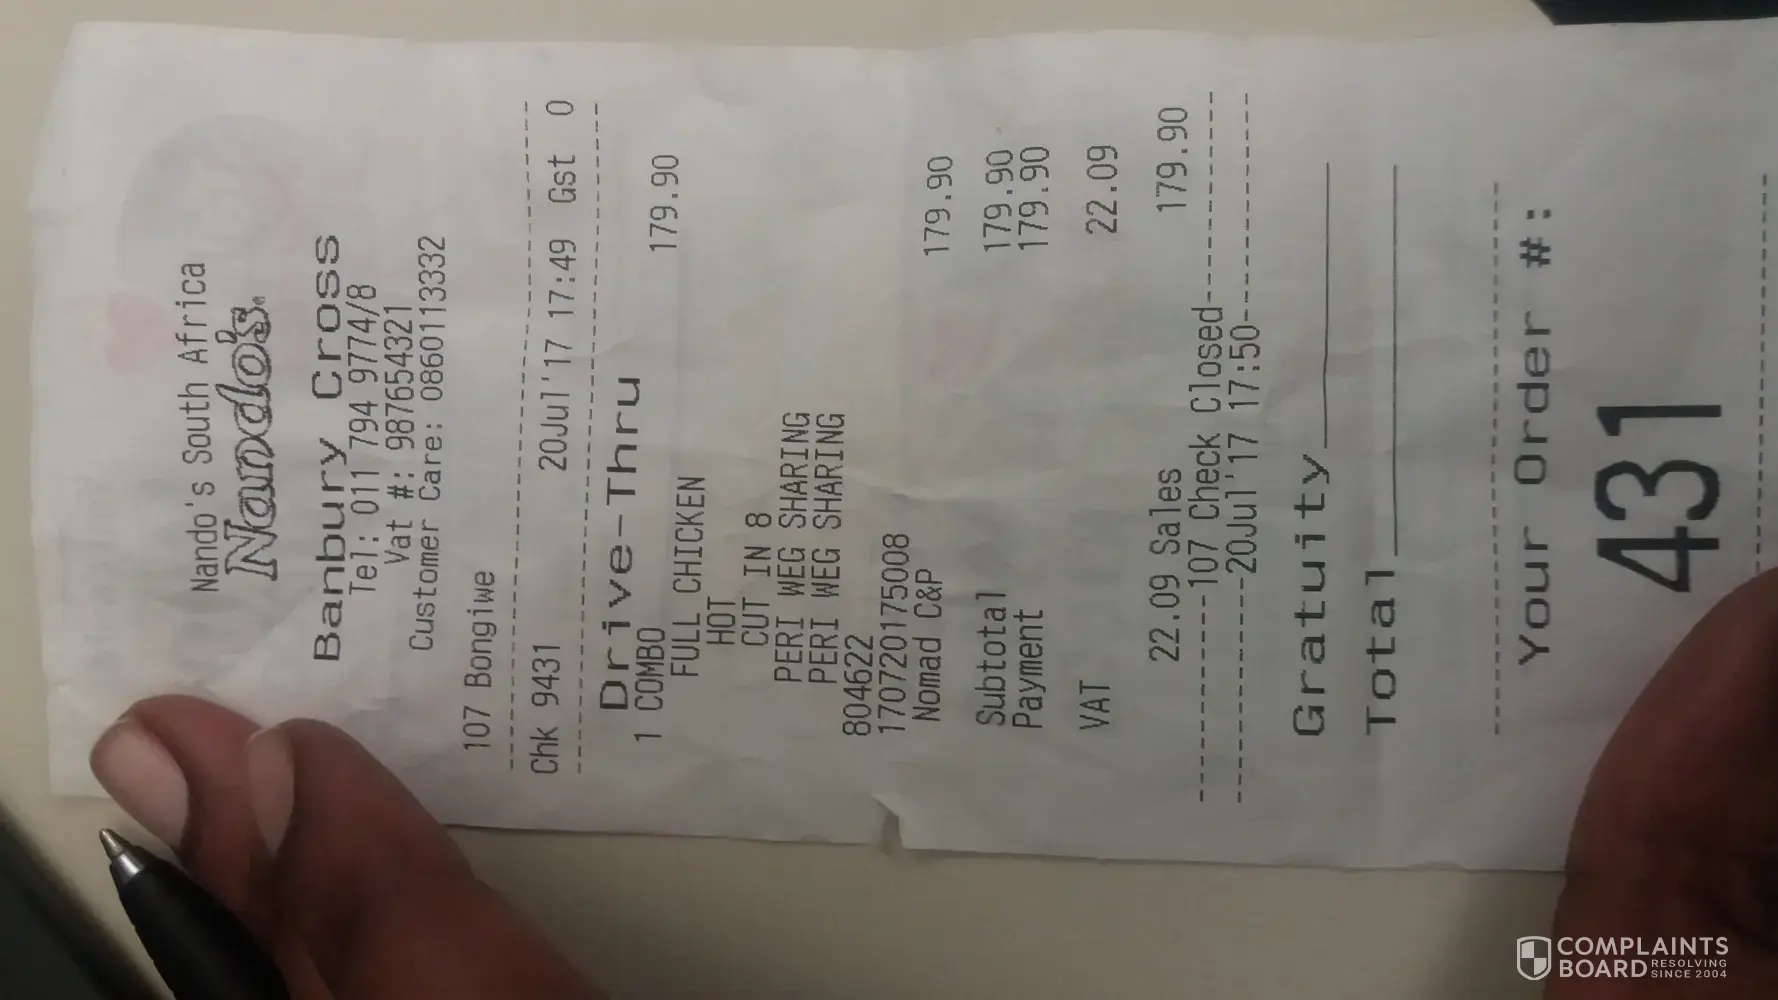 Nando's South Africa
Nando's
Banbury Cross
Tel: 011 794 9774/8
Vat #: 987654321
Customer Care: 0860113332
107 Bongiwe
Chk 9431 20Jul'17 17:49 Gst 0
Drive-Thru
1 COMBO 179.90
FULL CHICKEN
HOT
CUT IN 8
PERI WEG SHARING
PERI WEG SHARING
804622
170720175008
Nomad C&P 179.90
Subtotal 179.90
Payment 179.90
VAT 22.09
22.09 Sales 179.90
107 Check Closed
20Jul'17 17:50
Gratuity
Total
Your Order #:
431
COMPLAINTS
BOARD RESOLVING
SINCE 2004